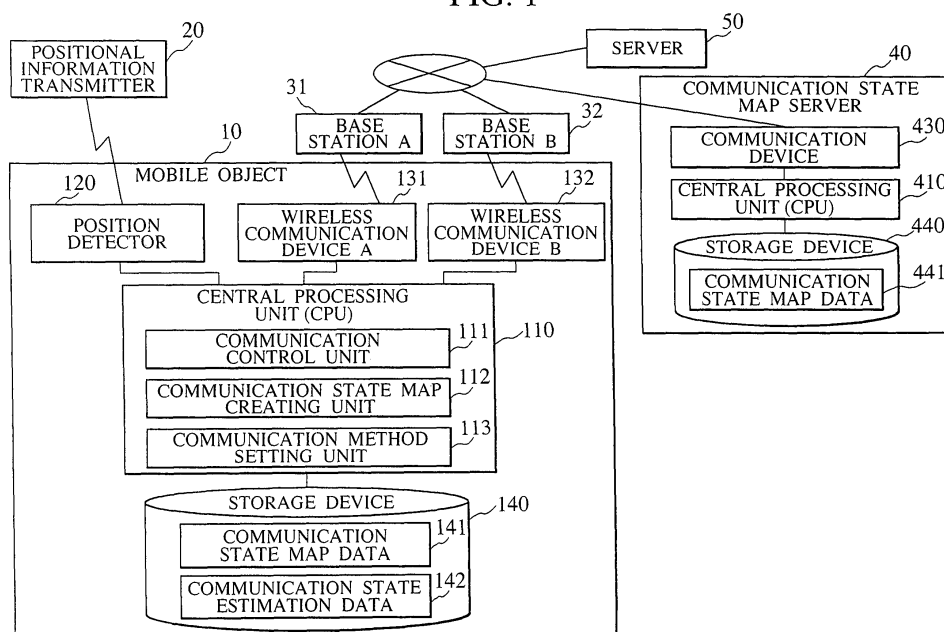 FIG. 1
20
POSITIONAL
INFORMATION
TRANSMITTER
50
SERVER
40
COMMUNICATION STATE
MAP SERVER
430
COMMUNICATION
DEVICE
410
CENTRAL PROCESSING
UNIT (CPU)
440
STORAGE DEVICE
441
COMMUNICATION
STATE MAP DATA
31
BASE
STATION A
32
BASE
STATION B
10
MOBILE OBJECT
120
POSITION
DETECTOR
131
WIRELESS
COMMUNICATION
DEVICE A
132
WIRELESS
COMMUNICATION
DEVICE B
CENTRAL PROCESSING
UNIT (CPU)
110
111
COMMUNICATION
CONTROL UNIT
112
COMMUNICATION STATE MAP
CREATING UNIT
113
COMMUNICATION METHOD
SETTING UNIT
STORAGE DEVICE
140
141
COMMUNICATION
STATE MAP DATA
142
COMMUNICATION STATE
ESTIMATION DATA